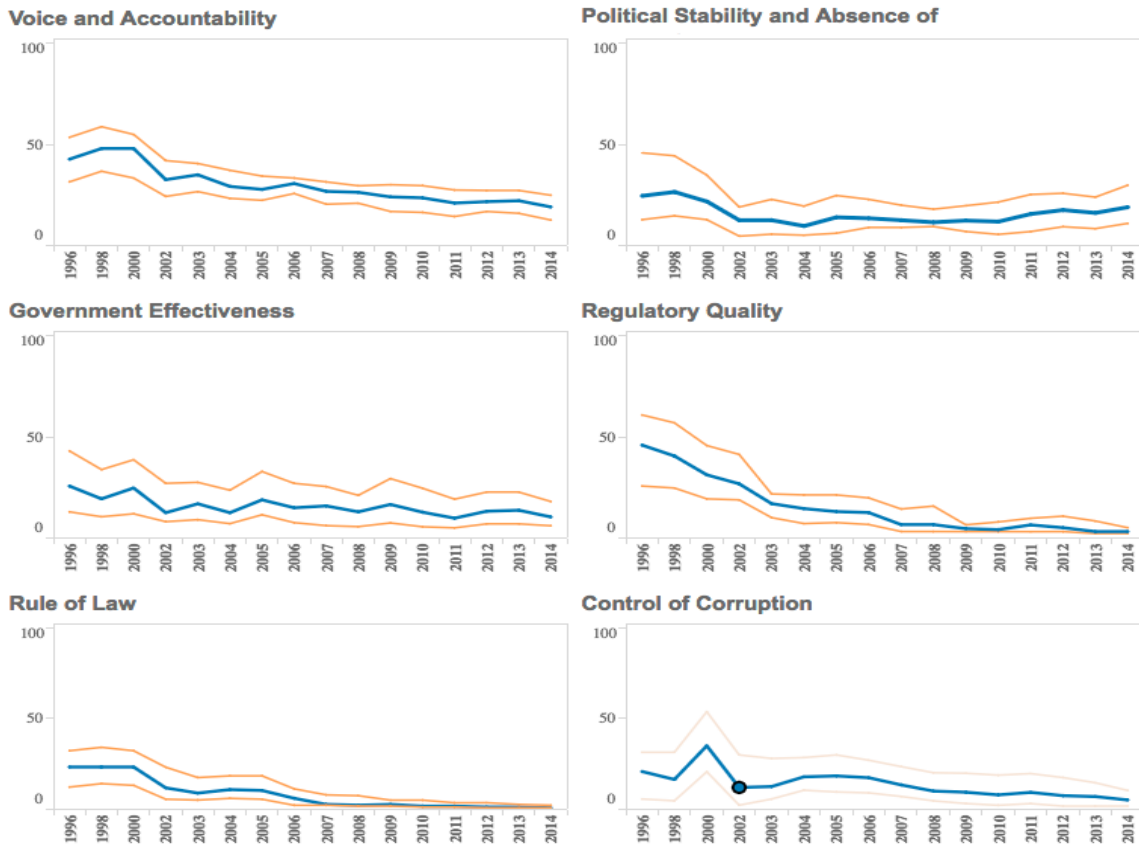 Voice and Accountability
100
50
0
1996 1998 2000 2002 2003 2004 2005 2006 2007 2008 2009 2010 2011 2012 2013 2014
Political Stability and Absence of
100
50
0
1996 1998 2000 2002 2003 2004 2005 2006 2007 2008 2009 2010 2011 2012 2013 2014
Government Effectiveness
100
50
0
1996 1998 2000 2002 2003 2004 2005 2006 2007 2008 2009 2010 2011 2012 2013 2014
Regulatory Quality
100
50
0
1996 1998 2000 2002 2003 2004 2005 2006 2007 2008 2009 2010 2011 2012 2013 2014
Rule of Law
100
50
0
1996 1998 2000 2002 2003 2004 2005 2006 2007 2008 2009 2010 2011 2012 2013 2014
Control of Corruption
100
50
0
1996 1998 2000 2002 2003 2004 2005 2006 2007 2008 2009 2010 2011 2012 2013 2014